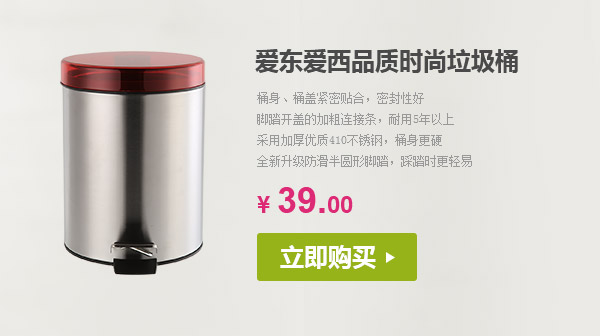 爱东爱西品质时尚垃圾桶
桶身、桶盖紧密贴合，密封性好
脚踏开盖的加粗连接条，耐用5年以上
采用加厚优质410不锈钢，桶身更硬
全新升级防滑半圆形脚踏，踩踏时更轻易
¥ 39.00
立即购买